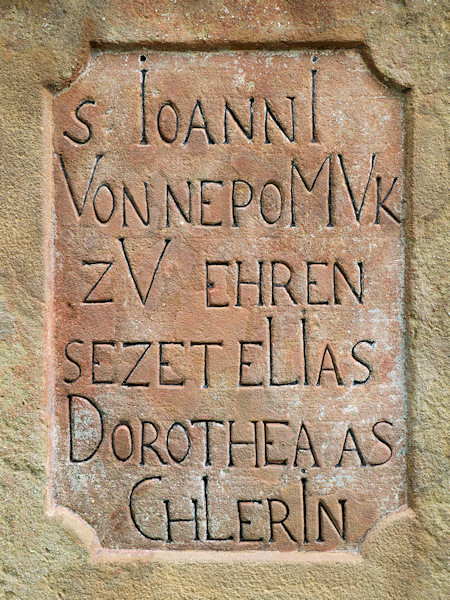 S. IOANNI
VON NEPOMVK
ZV EHREN
SEZET ELIAS
DOROTHEA AS
CHLERIN